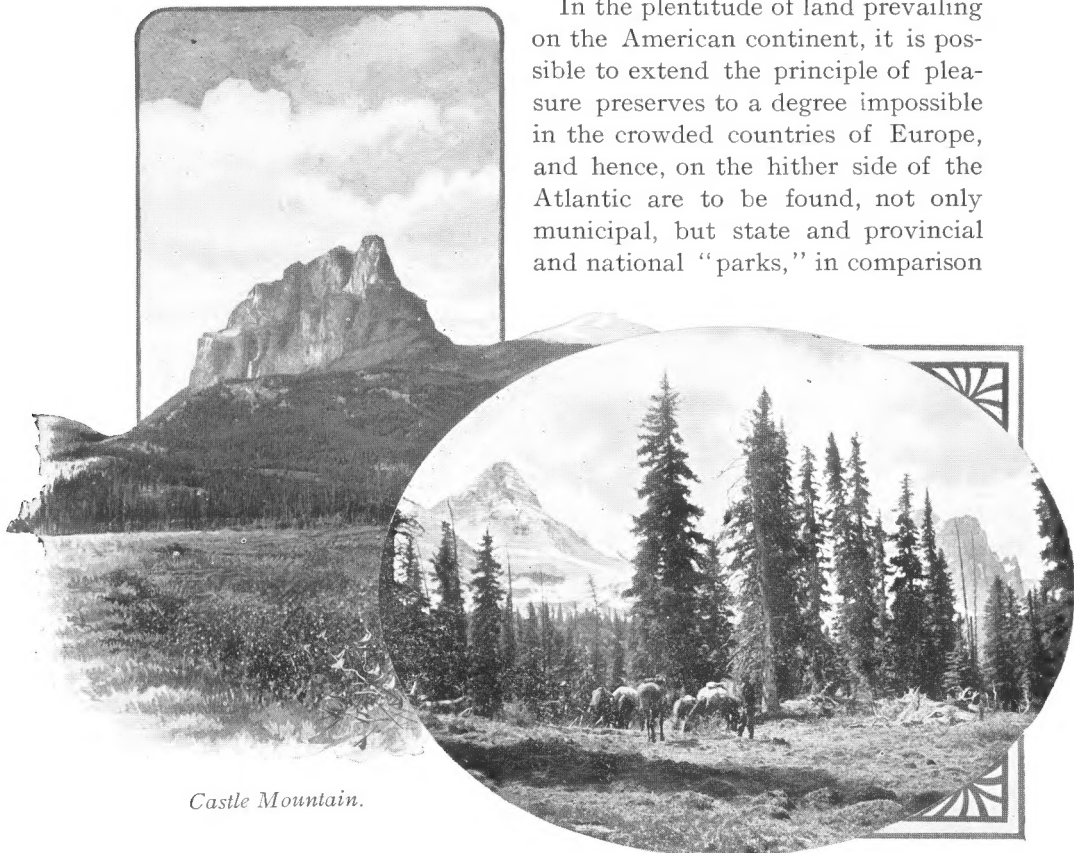 In the plentitude of land prevailing
on the American continent, it is pos-
sible to extend the principle of plea-
sure preserves to a degree impossible
in the crowded countries of Europe,
and hence, on the hither side of the
Atlantic are to be found, not only
municipal, but state and provincial
and national “parks,” in comparison
Castle Mountain.